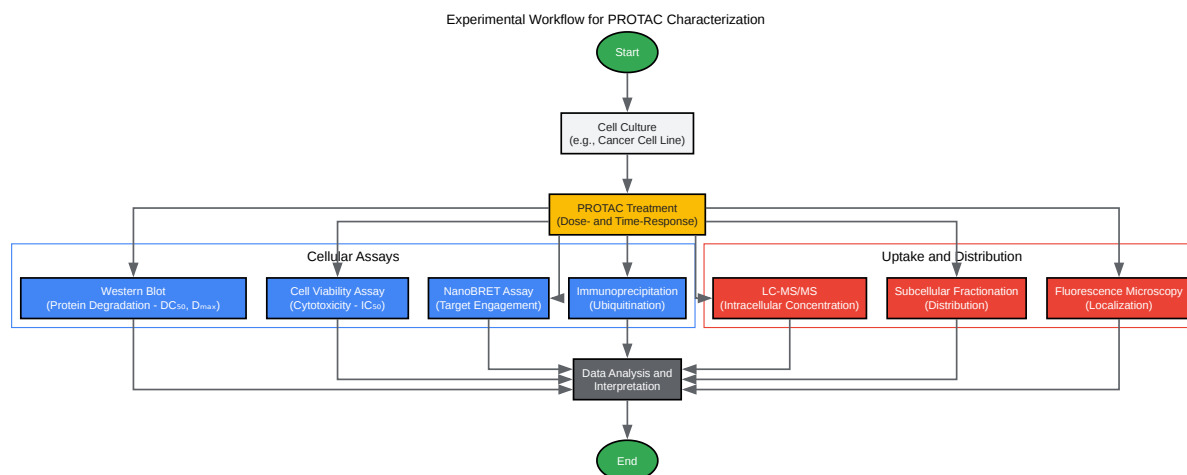 Experimental Workflow for PROTAC Characterization
Start
Cell Culture
(e.g., Cancer Cell Line)
PROTAC Treatment
(Dose- and Time-Response)
Cellular Assays
Uptake and Distribution
Western Blot
(Protein Degradation - DC₅₀, Dₘₐₓ)
Cell Viability Assay
(Cytotoxicity - IC₅₀)
NanoBRET Assay
(Target Engagement)
Immunoprecipitation
(Ubiquitination)
LC-MS/MS
(Intracellular Concentration)
Subcellular Fractionation
(Distribution)
Fluorescence Microscopy
(Localization)
Data Analysis and
Interpretation
End